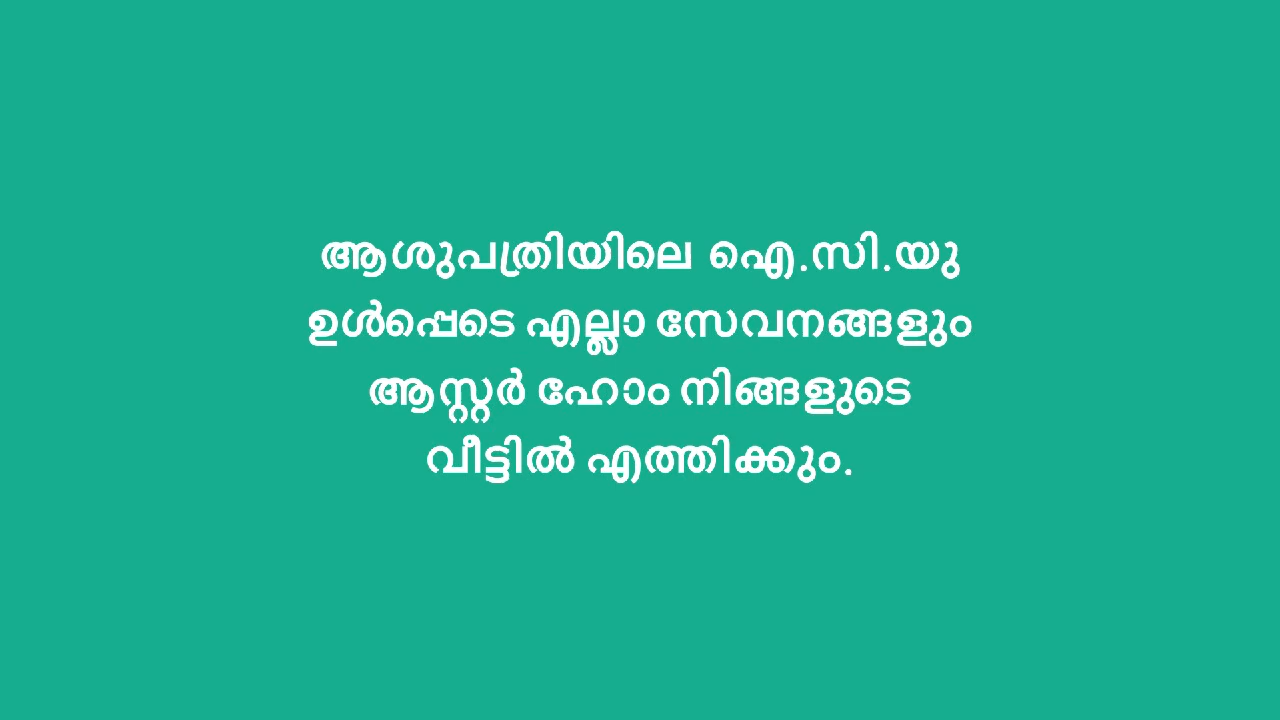 ആശുപത്രിയിലെ ഐ.സി.യു
ഉൾപ്പെടെ എല്ലാ സേവനങ്ങളും
ആസ്റ്റർ ഹോം നിങ്ങളുടെ
വീട്ടിൽ എത്തിക്കും.